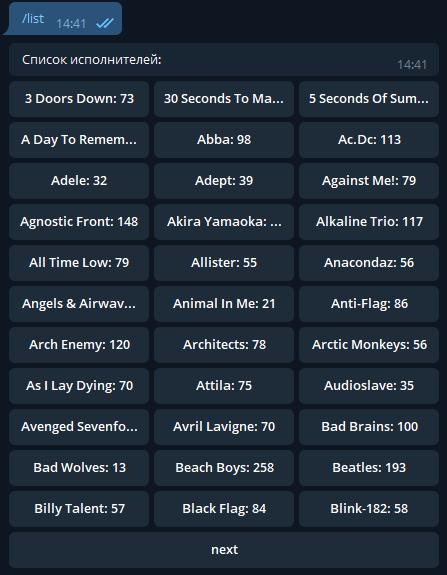 /list
14:41
Список исполнителей:
14:41
3 Doors Down: 73
30 Seconds To Ma...
5 Seconds Of Sum...
A Day To Remem...
Abba: 98
Ac.Dc: 113
Adele: 32
Adept: 39
Against Me!: 79
Agnostic Front: 148
Akira Yamaoka: ...
Alkaline Trio: 117
All Time Low: 79
Allister: 55
Anacondaz: 56
Angels & Airwav...
Animal In Me: 21
Anti-Flag: 86
Arch Enemy: 120
Architects: 78
Arctic Monkeys: 56
As I Lay Dying: 70
Attila: 75
Audioslave: 35
Avenged Sevenfo...
Avril Lavigne: 70
Bad Brains: 100
Bad Wolves: 13
Beach Boys: 258
Beatles: 193
Billy Talent: 57
Black Flag: 84
Blink-182: 58
next